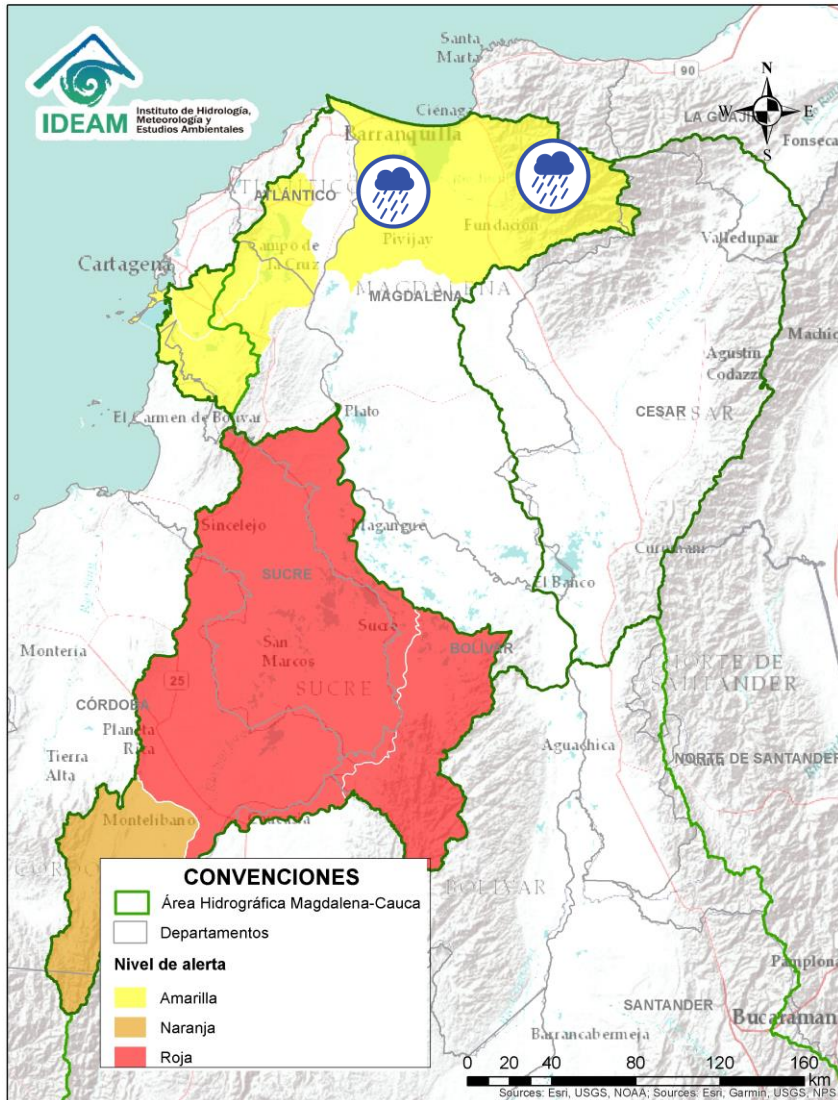 IDEAM
Instituto de Hidrología,
Meteorología y
Estudios Ambientales
Santa
Marta
90
N
W
E
S
Ciénaga
LA GUAJIRA
Barranquilla
Fonseca
ATLÁNTICO
Fundación
Pivijay
Valledupar
Campo de
la Cruz
Cartagena
MAGDALENA
MAGDALENA
Agustín
Codazzi
CESAR
CESAR
El Carmen de Bolívar
Plato
Sincelejo
Magangue
Curumaní
SUCRE
El Banco
Sucre
Montería
San
Marcos
BOLÍVAR
25
SUCRE
NORTE DE
SANTANDER
CÓRDOBA
Planeta
Rica
Tierra
Alta
Aguachica
NORTE DE SANTANDER
Montelíbano
BOLÍVAR
CONVENCIONES
Área Hidrográfica Magdalena-Cauca
Departamentos
Nivel de alerta
Amarilla
Naranja
Roja
Pamplona
SANTANDER
Bucaraman
Barrancabermeja
0 20 40 80 120 160
km
Sources: Esri, USGS, NOAA; Sources: Esri, Garmin, USGS, NPS